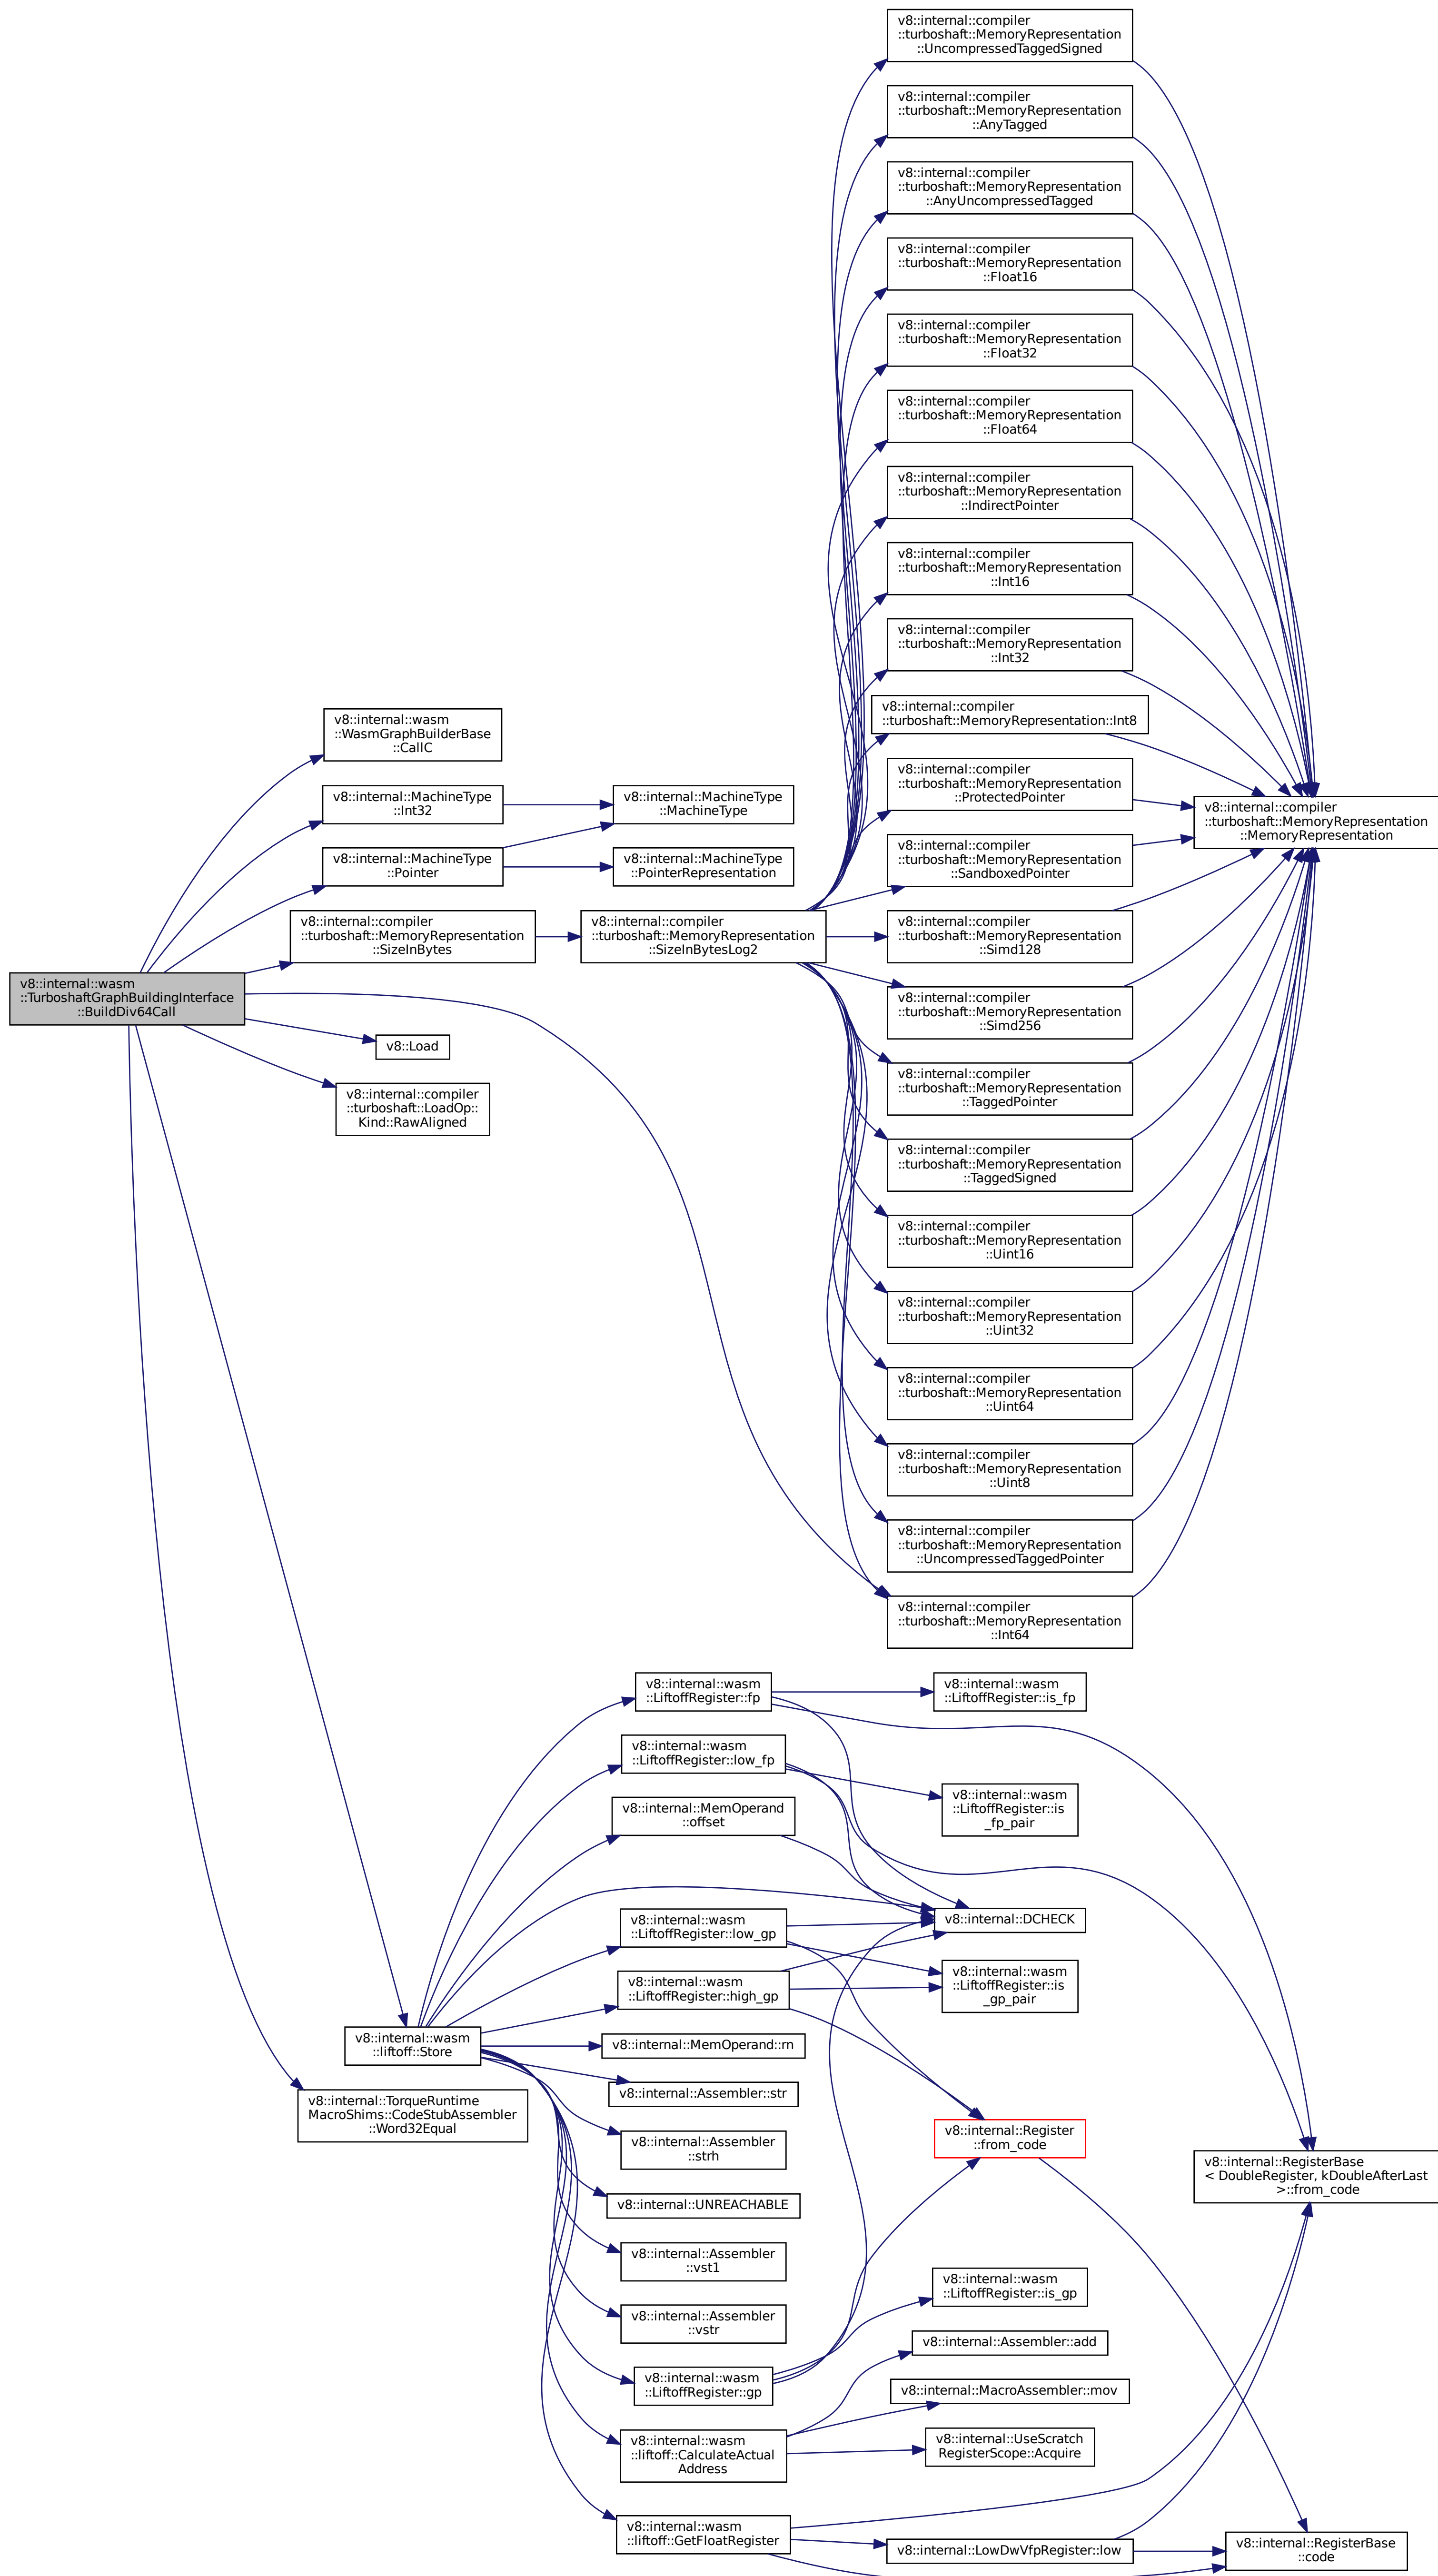 v8::internal::wasm
::TurboshaftGraphBuildingInterface
::BuildDiv64Call
v8::internal::wasm
::WasmGraphBuilderBase
::CallC
v8::internal::MachineType
::Int32
v8::internal::MachineType
::Pointer
v8::internal::compiler
::turboshaft::MemoryRepresentation
::SizeInBytes
v8::Load
v8::internal::compiler
::turboshaft::LoadOp::
Kind::RawAligned
v8::internal::wasm
::liftoff::Store
v8::internal::TorqueRuntime
MacroShims::CodeStubAssembler
::Word32Equal
v8::internal::MachineType
::MachineType
v8::internal::MachineType
::PointerRepresentation
v8::internal::compiler
::turboshaft::MemoryRepresentation
::SizeInBytesLog2
v8::internal::wasm
::LiftoffRegister::fp
v8::internal::wasm
::LiftoffRegister::low_fp
v8::internal::MemOperand
::offset
v8::internal::wasm
::LiftoffRegister::low_gp
v8::internal::wasm
::LiftoffRegister::high_gp
v8::internal::MemOperand::rn
v8::internal::Assembler::str
v8::internal::Assembler
::strh
v8::internal::UNREACHABLE
v8::internal::Assembler
::vst1
v8::internal::Assembler
::vstr
v8::internal::wasm
::LiftoffRegister::gp
v8::internal::wasm
::liftoff::CalculateActual
Address
v8::internal::wasm
::liftoff::GetFloatRegister
v8::internal::compiler
::turboshaft::MemoryRepresentation
::UncompressedTaggedSigned
v8::internal::compiler
::turboshaft::MemoryRepresentation
::AnyTagged
v8::internal::compiler
::turboshaft::MemoryRepresentation
::AnyUncompressedTagged
v8::internal::compiler
::turboshaft::MemoryRepresentation
::Float16
v8::internal::compiler
::turboshaft::MemoryRepresentation
::Float32
v8::internal::compiler
::turboshaft::MemoryRepresentation
::Float64
v8::internal::compiler
::turboshaft::MemoryRepresentation
::IndirectPointer
v8::internal::compiler
::turboshaft::MemoryRepresentation
::Int16
v8::internal::compiler
::turboshaft::MemoryRepresentation
::Int32
v8::internal::compiler
::turboshaft::MemoryRepresentation::Int8
v8::internal::compiler
::turboshaft::MemoryRepresentation
::ProtectedPointer
v8::internal::compiler
::turboshaft::MemoryRepresentation
::SandboxedPointer
v8::internal::compiler
::turboshaft::MemoryRepresentation
::Simd128
v8::internal::compiler
::turboshaft::MemoryRepresentation
::Simd256
v8::internal::compiler
::turboshaft::MemoryRepresentation
::TaggedPointer
v8::internal::compiler
::turboshaft::MemoryRepresentation
::TaggedSigned
v8::internal::compiler
::turboshaft::MemoryRepresentation
::Uint16
v8::internal::compiler
::turboshaft::MemoryRepresentation
::Uint32
v8::internal::compiler
::turboshaft::MemoryRepresentation
::Uint64
v8::internal::compiler
::turboshaft::MemoryRepresentation
::Uint8
v8::internal::compiler
::turboshaft::MemoryRepresentation
::UncompressedTaggedPointer
v8::internal::compiler
::turboshaft::MemoryRepresentation
::Int64
v8::internal::wasm
::LiftoffRegister::is_fp
v8::internal::wasm
::LiftoffRegister::is
_fp_pair
v8::internal::DCHECK
v8::internal::wasm
::LiftoffRegister::is
_gp_pair
v8::internal::Register
::from_code
v8::internal::wasm
::LiftoffRegister::is_gp
v8::internal::Assembler::add
v8::internal::MacroAssembler::mov
v8::internal::UseScratch
RegisterScope::Acquire
v8::internal::LowDwVfpRegister::low
v8::internal::compiler
::turboshaft::MemoryRepresentation
::MemoryRepresentation
v8::internal::RegisterBase
< DoubleRegister, kDoubleAfterLast
>::from_code
v8::internal::RegisterBase
::code